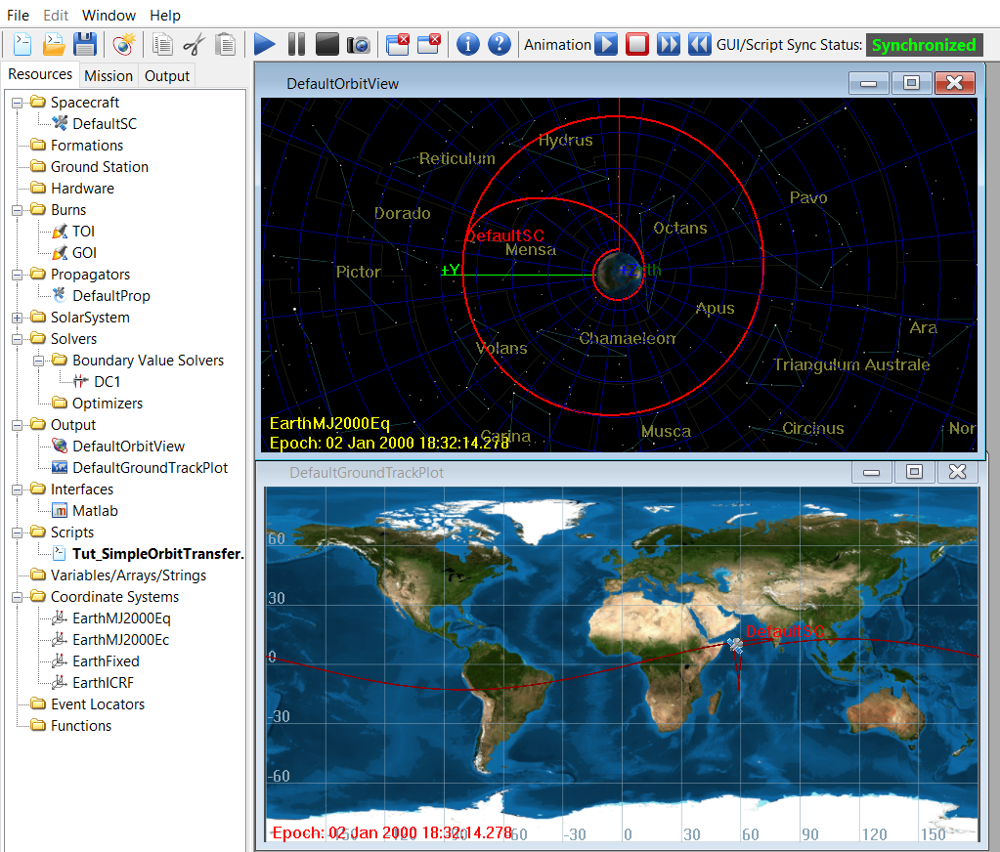 File Edit Window Help
Animation GUI/Script Sync Status: Synchronized
Resources Mission Output
Spacecraft
DefaultSC
Formations
Ground Station
Hardware
Burns
TOI
GOI
Propagators
DefaultProp
SolarSystem
Solvers
Boundary Value Solvers
DC1
Optimizers
Output
DefaultOrbitView
DefaultGroundTrackPlot
Interfaces
Matlab
Scripts
Tut_SimpleOrbitTransfer.
Variables/Arrays/Strings
Coordinate Systems
EarthMJ2000Eq
EarthMJ2000Ec
EarthFixed
EarthICRF
Event Locators
Functions
DefaultOrbitView
Hydrus
Reticulum
Pavo
Dorado
Octans
DefaultSC
Mensa
Pictor
+Y
Apus
Ara
Chamaeleon
Volans
Triangulum Australe
EarthMJ2000Eq
Carina
Musca
Circinus
Nor
Epoch: 02 Jan 2000 18:32:14.278
DefaultGroundTrackPlot
60
30
DefaultSC
0
-30
-60
Epoch: 02 Jan 2000 18:32:14.278
-30 0 30 60 90 120 150